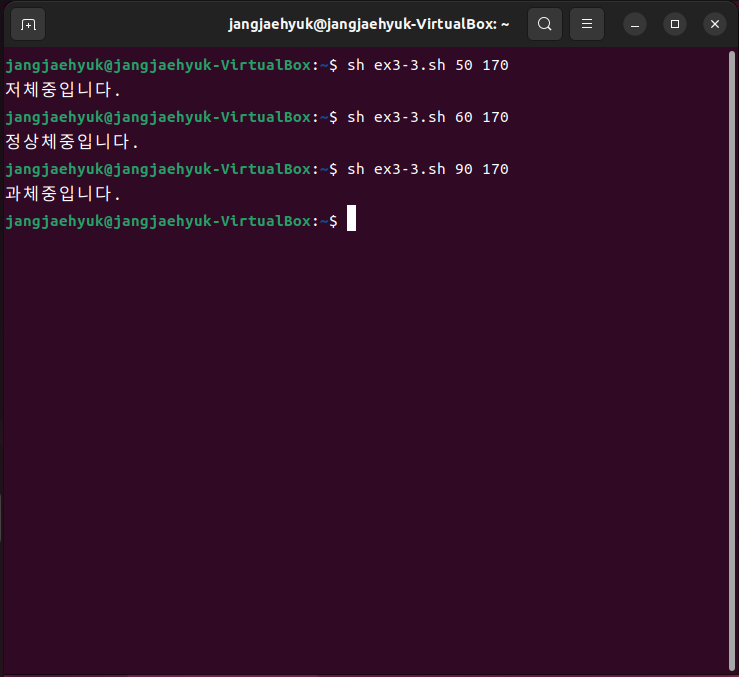 jangjaehyuk@jangjaehyuk-VirtualBox: ~
jangjaehyuk@jangjaehyuk-VirtualBox:~$ sh ex3-3.sh 50 170
저체중입니다.
jangjaehyuk@jangjaehyuk-VirtualBox:~$ sh ex3-3.sh 60 170
정상체중입니다.
jangjaehyuk@jangjaehyuk-VirtualBox:~$ sh ex3-3.sh 90 170
과체중입니다.
jangjaehyuk@jangjaehyuk-VirtualBox:~$